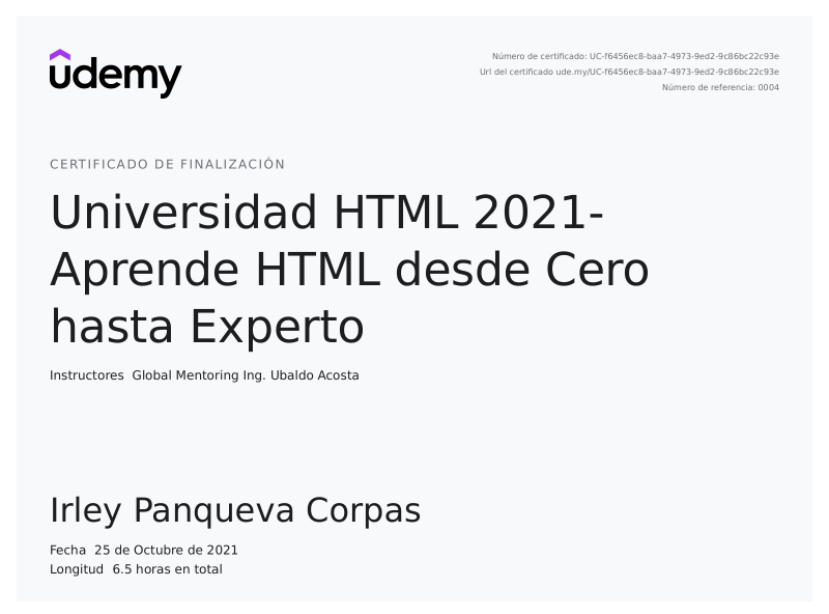 udemy
Número de certificado: UC-f6456ec8-baa7-4973-9ed2-9c86bc22c93e
Url del certificado ude.my/UC-f6456ec8-baa7-4973-9ed2-9c86bc22c93e
Número de referencia: 0004
CERTIFICADO DE FINALIZACIÓN
Universidad HTML 2021-
Aprende HTML desde Cero
hasta Experto
Instructores Global Mentoring Ing. Ubaldo Acosta
Irley Panqueva Corpas
Fecha 25 de Octubre de 2021
Longitud 6.5 horas en total